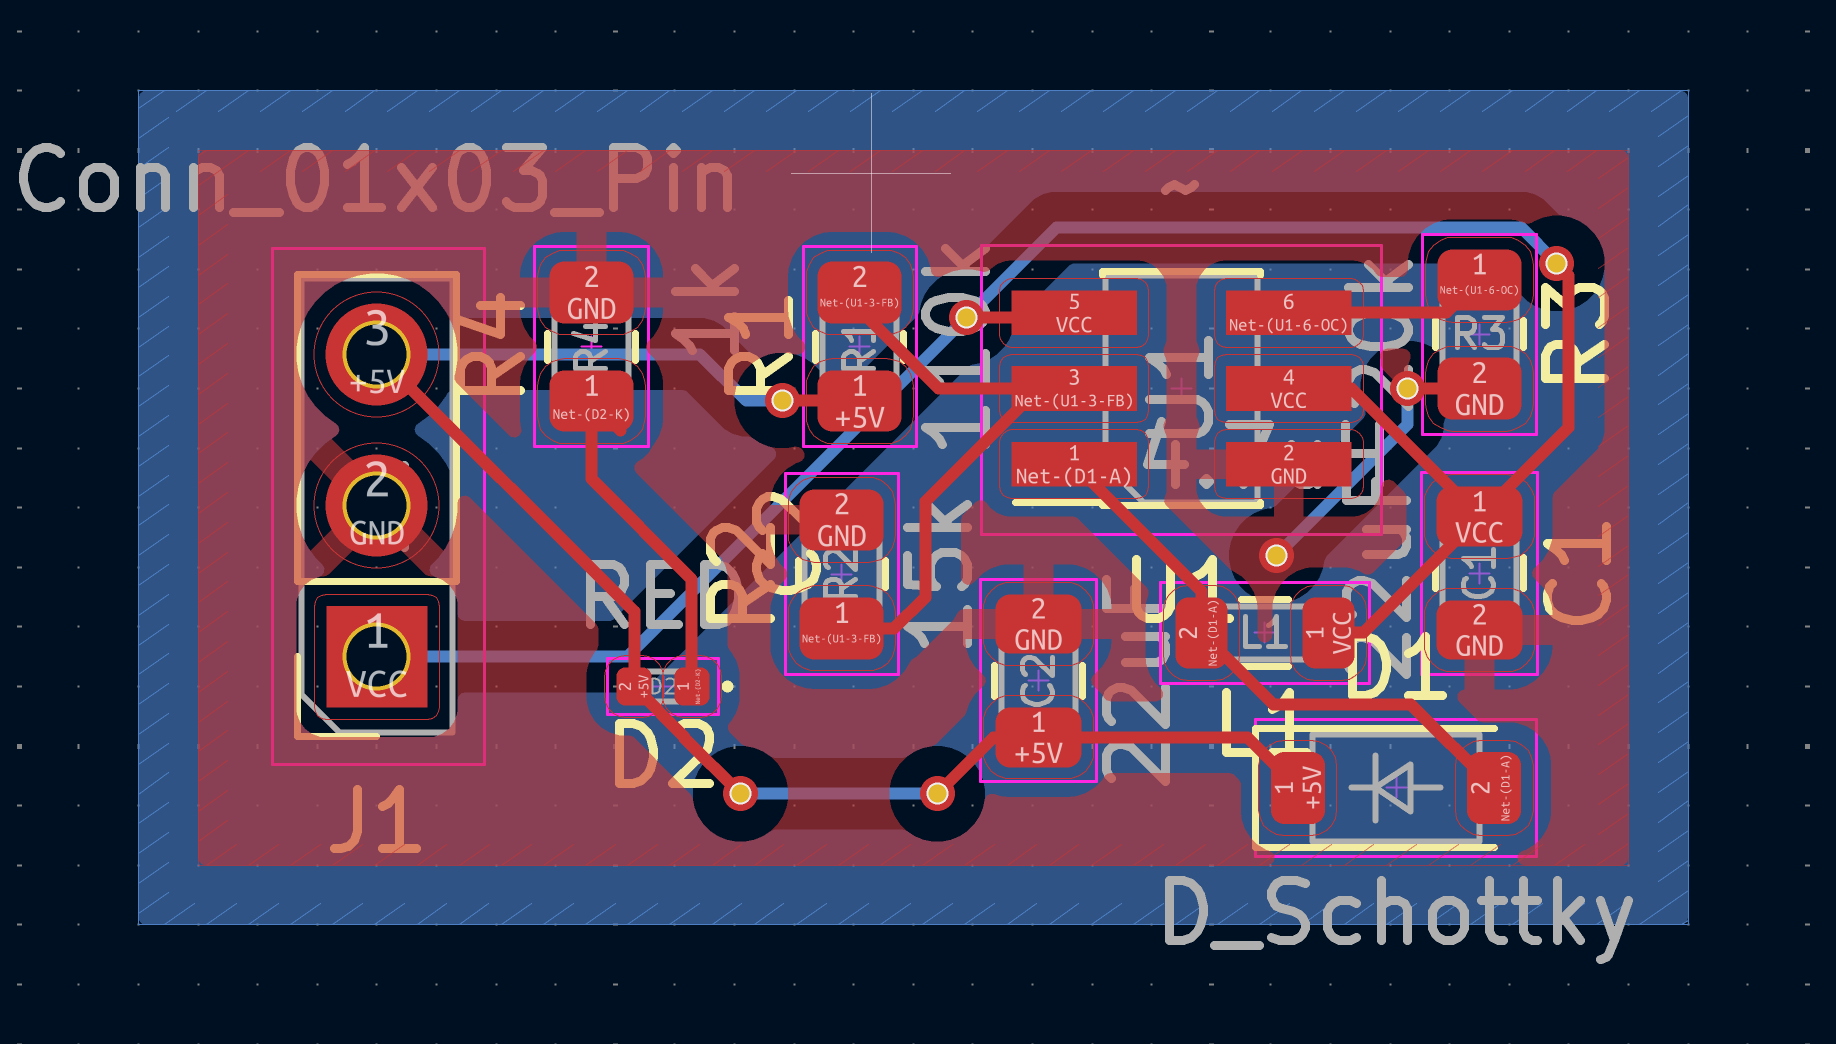 Conn_01x03_Pin
~
3
+5V
2
GND
1
VCC
J1
R4
2
GND
R4
1
Net-(D2-K)
1K
R1
2
Net-(U1-3-FB)
R1
1
+5V
110K
5
VCC
3
Net-(U1-3-FB)
1
Net-(D1-A)
U1
6
Net-(U1-6-OC)
4
VCC
2
GND
1
Net-(U1-6-OC)
R3
2
GND
R3
R2
2
GND
R2
1
Net-(U1-3-FB)
15k
RED
2
+5V
D2
1
Net-(D2-K)
D2
2
GND
C2
1
+5V
22u
U1
2
Net-(D1-A)
L1
1
VCC
D1
L1
1
VCC
C1
2
GND
C1
1
+5V
2
Net-(D1-A)
D_Schottky